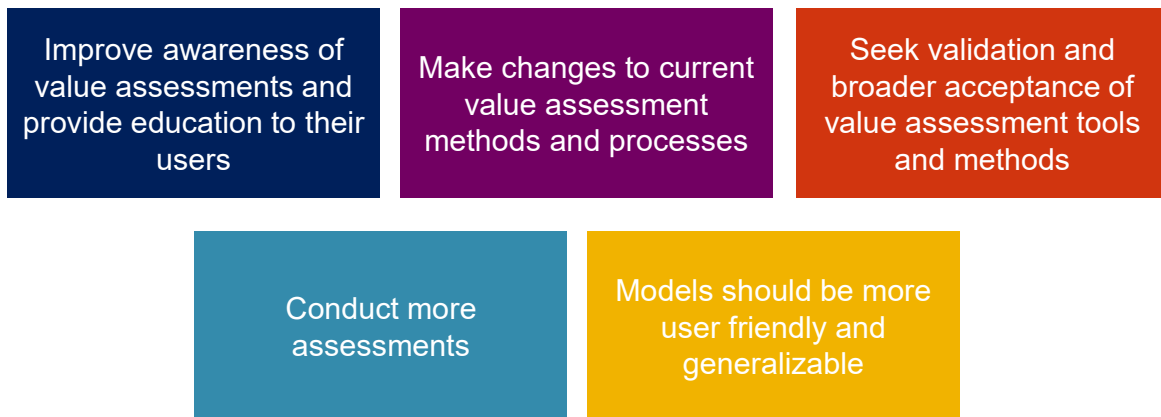 Improve awareness of
value assessments and
provide education to their
users
Make changes to current
value assessment
methods and processes
Seek validation and
broader acceptance of
value assessment tools
and methods
Conduct more
assessments
Models should be more
user friendly and
generalizable